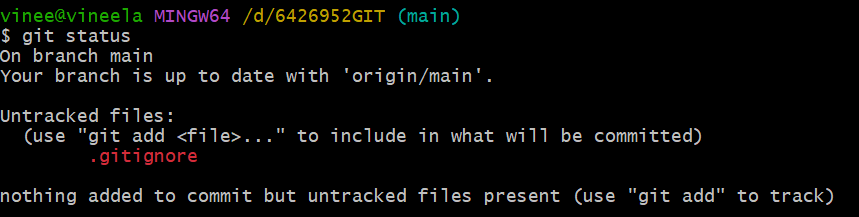 vinee@vineela MINGW64 /d/6426952GIT (main)
$ git status
On branch main
Your branch is up to date with 'origin/main'.

Untracked files:
  (use "git add <file>..." to include in what will be committed)
        .gitignore

nothing added to commit but untracked files present (use "git add" to track)